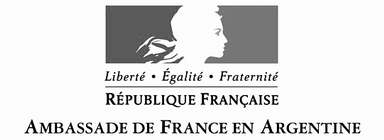 Liberté • Égalité • Fraternité
RÉPUBLIQUE FRANÇAISE
AMBASSADE DE FRANCE EN ARGENTINE